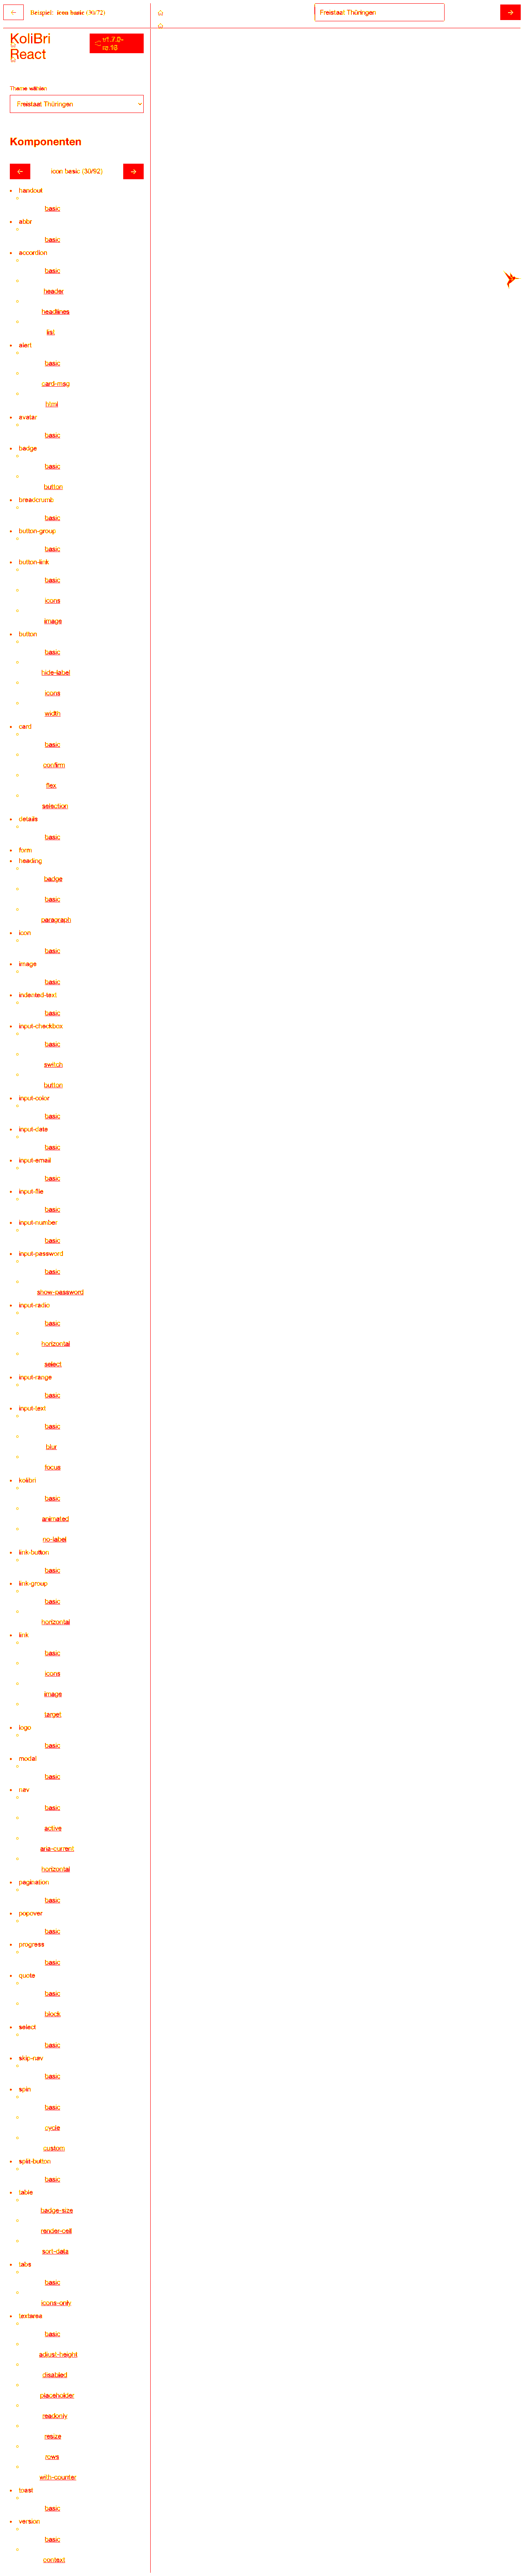 Beispiel: icon basic
Freistaat Thüringen
KoliBri
React
Theme wählen
Freistaat Thüringen
Komponenten
icon basic (30/92)
handout
basic
abbr
basic
accordion
basic
header
headlines
list
alert
basic
card-msg
html
avatar
basic
badge
basic
button
breadcrumb
basic
button-group
basic
button-link
basic
icons
image
button
basic
hide-label
icons
width
card
basic
confirm
flex
selection
details
basic
form
heading
badge
basic
paragraph
icon
basic
image
basic
indented-text
basic
input-checkbox
basic
switch
button
input-color
basic
input-date
basic
input-email
basic
input-file
basic
input-number
basic
input-password
basic
show-password
input-radio
basic
horizontal
select
input-range
basic
input-text
basic
blur
focus
kolibri
basic
animated
no-label
link-button
basic
link-group
basic
horizontal
link
basic
icons
image
target
logo
basic
modal
basic
nav
basic
active
aria-current
horizontal
pagination
basic
popover
basic
progress
basic
quote
basic
block
select
basic
skip-nav
basic
spin
basic
cycle
custom
split-button
basic
table
badge-size
render-cell
sort-data
tabs
basic
icons-only
textarea
basic
adjust-height
disabled
placeholder
readonly
resize
rows
with-counter
toast
basic
version
basic
context